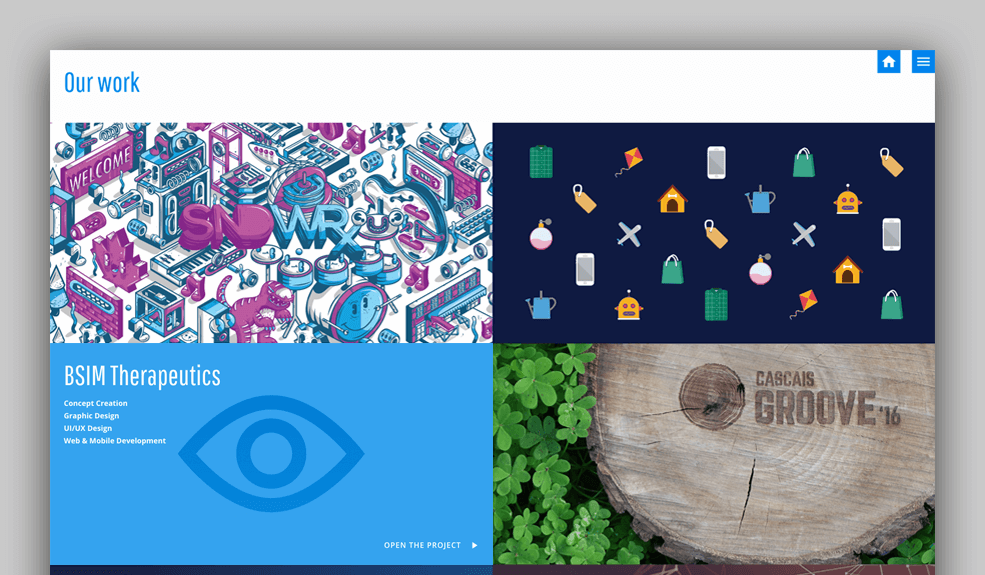 Our work
WELCOME
SNDWRx
BSIM Therapeutics
Concept Creation
Graphic Design
UI/UX Design
Web & Mobile Development
OPEN THE PROJECT
CASCAIS
GROOVE '16